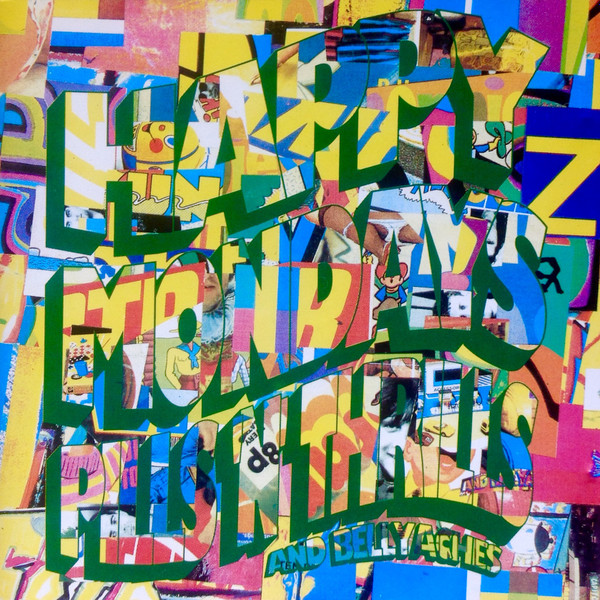 HAPPY
MONDAYS
PILLS 'N' THRILLS
AND BELLYACHES
Z